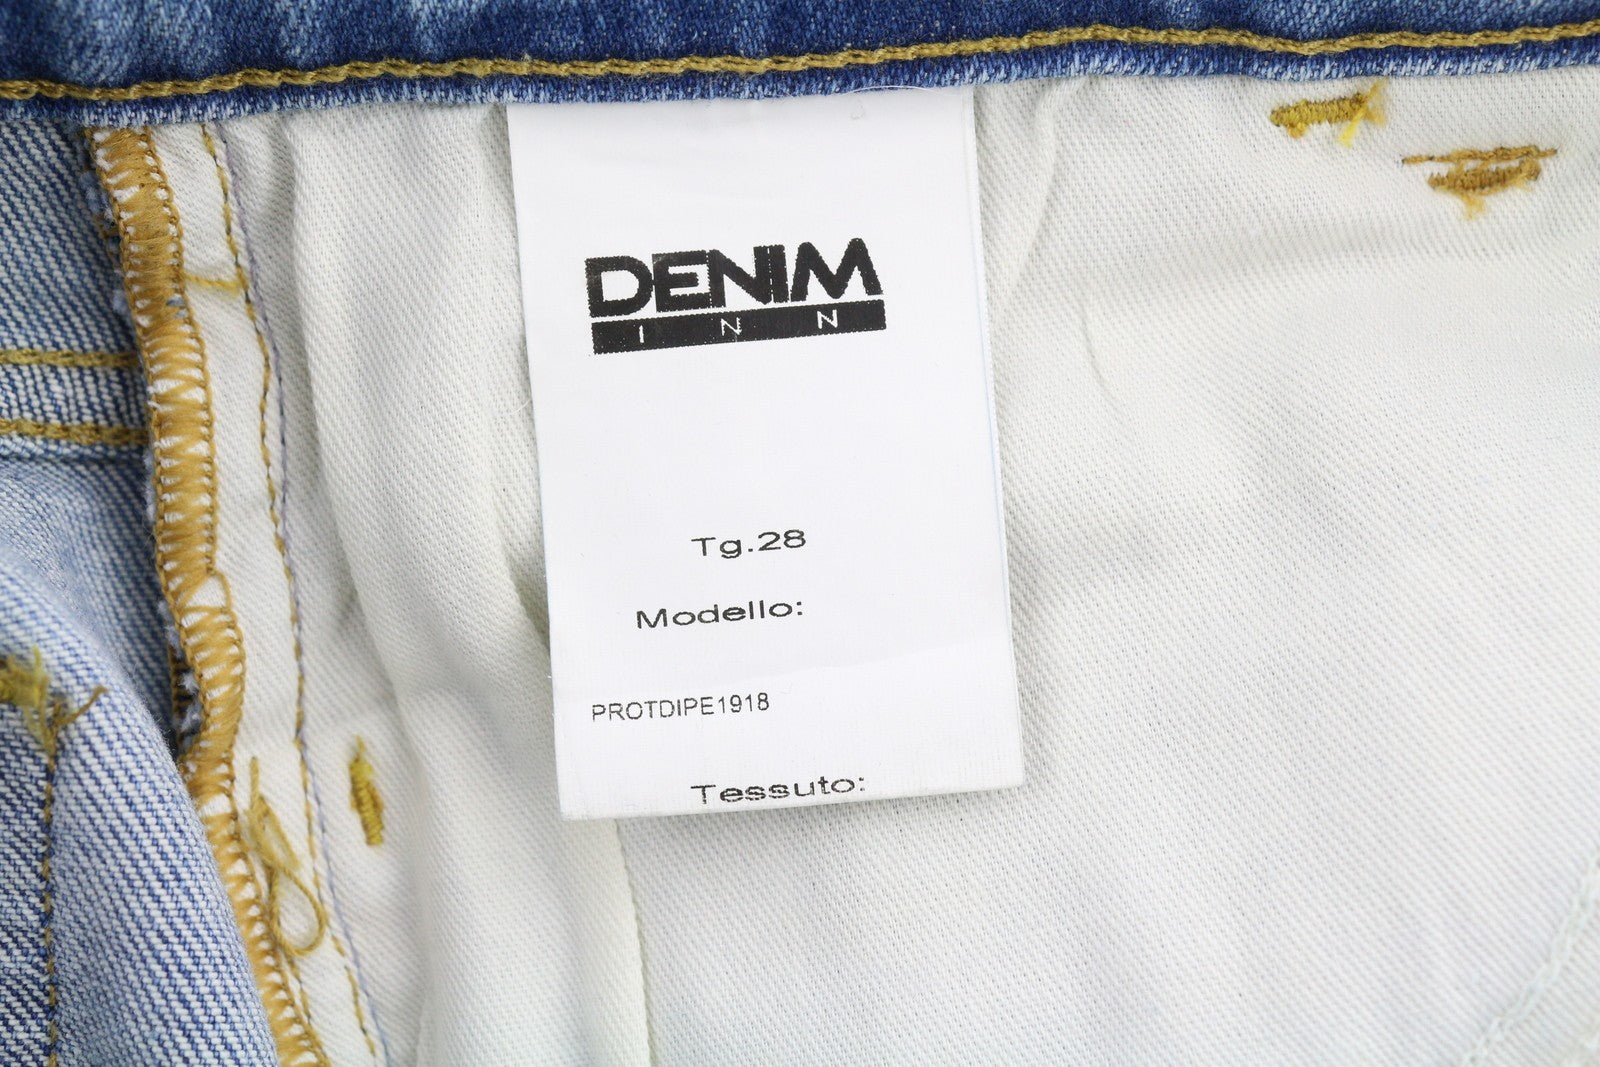 DENIM
INN
Tg.28
Modello:
PROTDIPE1918
Tessuto: